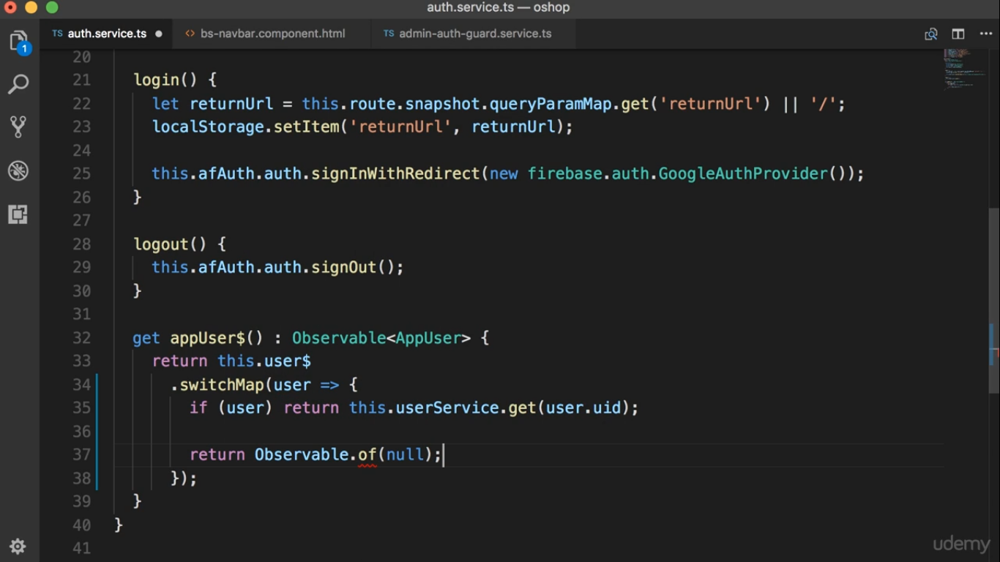 auth.service.ts — oshop
TS auth.service.ts ● <> bs-navbar.component.html TS admin-auth-guard.service.ts
1
20
21 login() {
22 let returnUrl = this.route.snapshot.queryParamMap.get('returnUrl') || '/';
23 localStorage.setItem('returnUrl', returnUrl);
24
25 this.afAuth.auth.signInWithRedirect(new firebase.auth.GoogleAuthProvider());
26 }
27
28 logout() {
29 this.afAuth.auth.signOut();
30 }
31
32 get appUser$() : Observable<AppUser> {
33 return this.user$
34 .switchMap(user => {
35 if (user) return this.userService.get(user.uid);
36
37 return Observable.of(null);
38 });
39 }
40 }
41
udemy